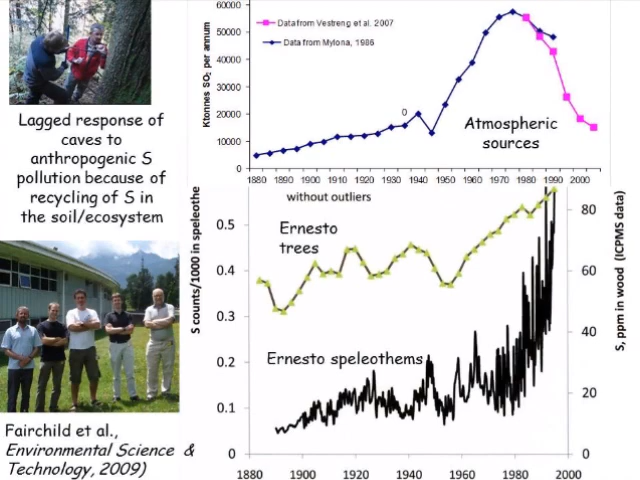 Lagged response of
caves to
anthropogenic S
pollution because of
recycling of S in
the soil/ecosystem
Fairchild et al.,
Environmental Science &
Technology, 2009)
Ktonnes SO2 per annum
60000
50000
40000
30000
20000
10000
0
Data from Vestreng et al. 2007
Data from Mylona, 1986
0
Atmospheric
sources
1880 1890 1900 1910 1920 1930 1940 1950 1960 1970 1980 1990 2000
without outliers
S counts/1000 in speleothe
0.5
0.4
0.3
0.2
0.1
0
Ernesto
trees
Ernesto speleothems
80
60
40
20
0
S, ppm in wood (ICPMS data)
1880 1900 1920 1940 1960 1980 2000